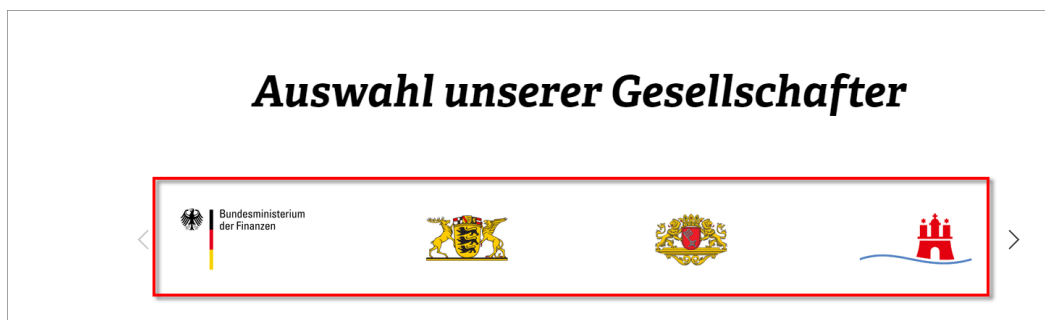 Auswahl unserer Gesellschafter
Bundesministerium
der Finanzen